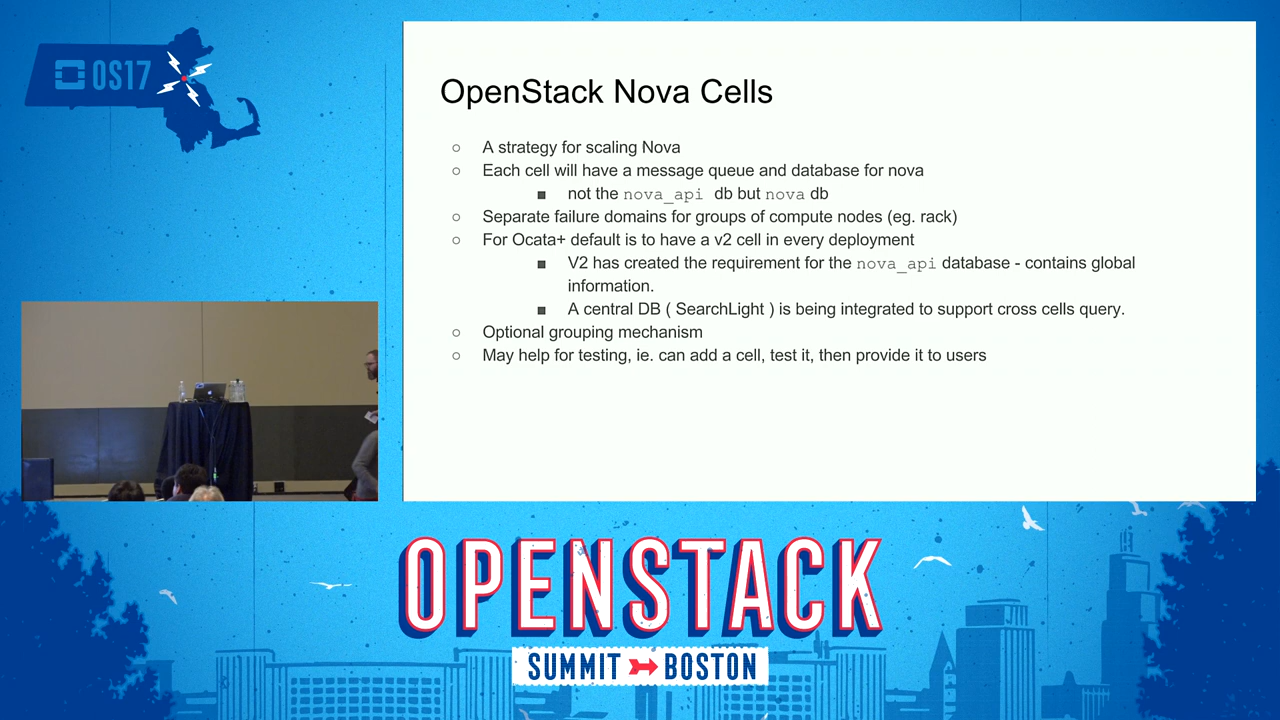 OS17
OpenStack Nova Cells
○ A strategy for scaling Nova
○ Each cell will have a message queue and database for nova
■ not the nova_api db but nova db
○ Separate failure domains for groups of compute nodes (eg. rack)
○ For Ocata+ default is to have a v2 cell in every deployment
■ V2 has created the requirement for the nova_api database - contains global
information.
■ A central DB ( SearchLight ) is being integrated to support cross cells query.
○ Optional grouping mechanism
○ May help for testing, ie. can add a cell, test it, then provide it to users
OPENSTACK
SUMMIT BOSTON